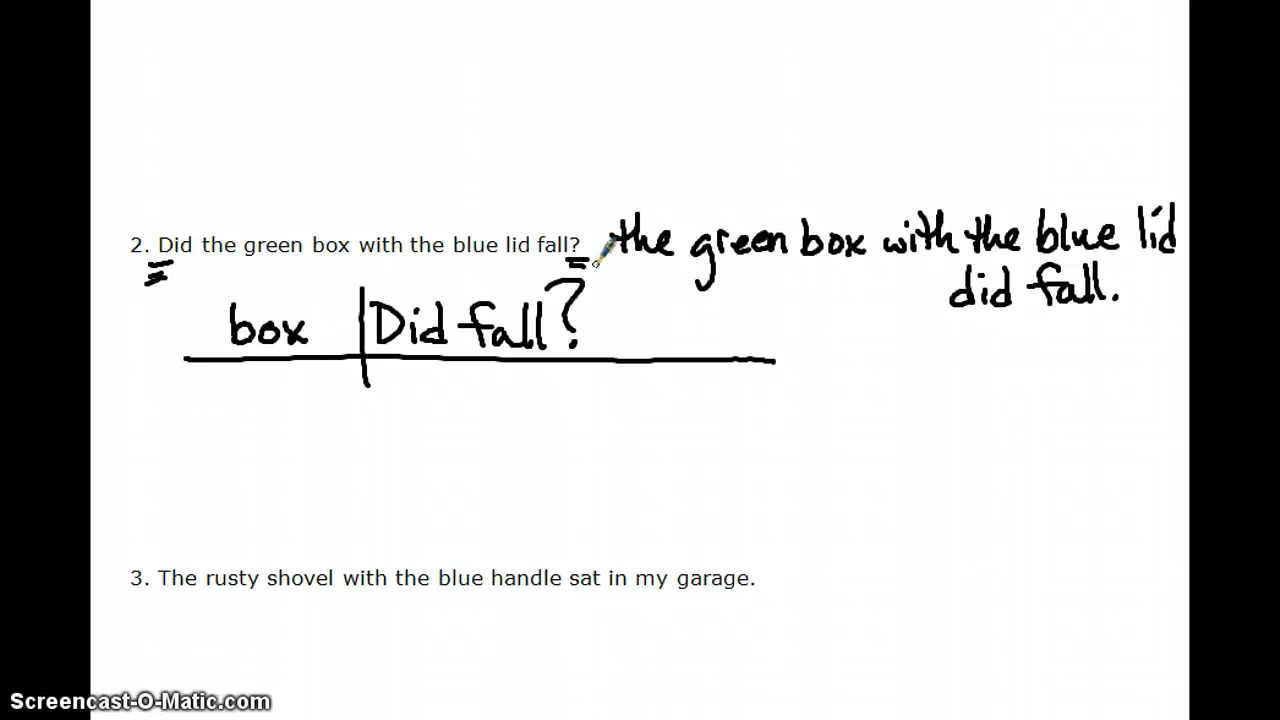 2. Did the green box with the blue lid fall? the green box with the blue lid
did fall.
box Did fall?
3. The rusty shovel with the blue handle sat in my garage.
Screencast-O-Matic.com